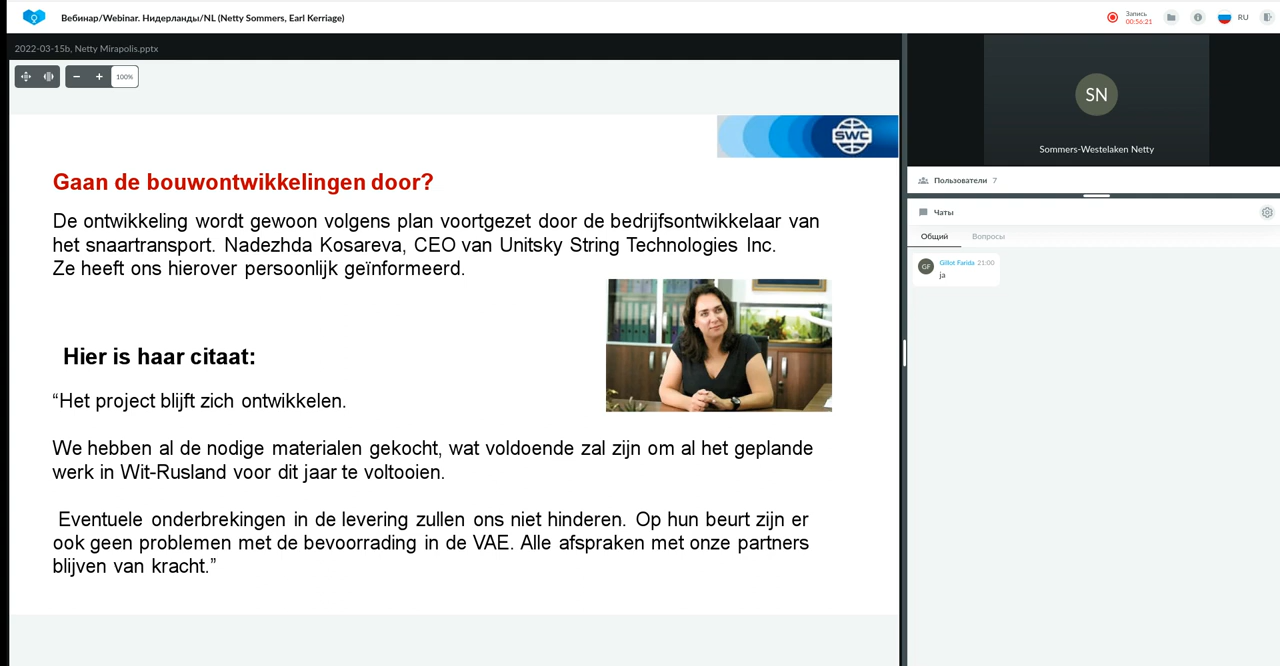 Вебинар/Webinar. Нидерланды/NL (Netty Sommers, Earl Kerriage)
Запись
00:56:21
RU
2022-03-15b, Netty Mirapolis.pptx
100%
SWC
Gaan de bouwontwikkelingen door?
De ontwikkeling wordt gewoon volgens plan voortgezet door de bedrijfsontwikkelaar van
het snaartransport. Nadezhda Kosareva, CEO van Unitsky String Technologies Inc.
Ze heeft ons hierover persoonlijk geïnformeerd.
Hier is haar citaat:
“Het project blijft zich ontwikkelen.
We hebben al de nodige materialen gekocht, wat voldoende zal zijn om al het geplande
werk in Wit-Rusland voor dit jaar te voltooien.
Eventuele onderbrekingen in de levering zullen ons niet hinderen. Op hun beurt zijn er
ook geen problemen met de bevoorrading in de VAE. Alle afspraken met onze partners
blijven van kracht.”
SN
Sommers-Westelaken Netty
Пользователи 7
Чаты
Общий Вопросы
GF Gillot Farida 21:00
ja